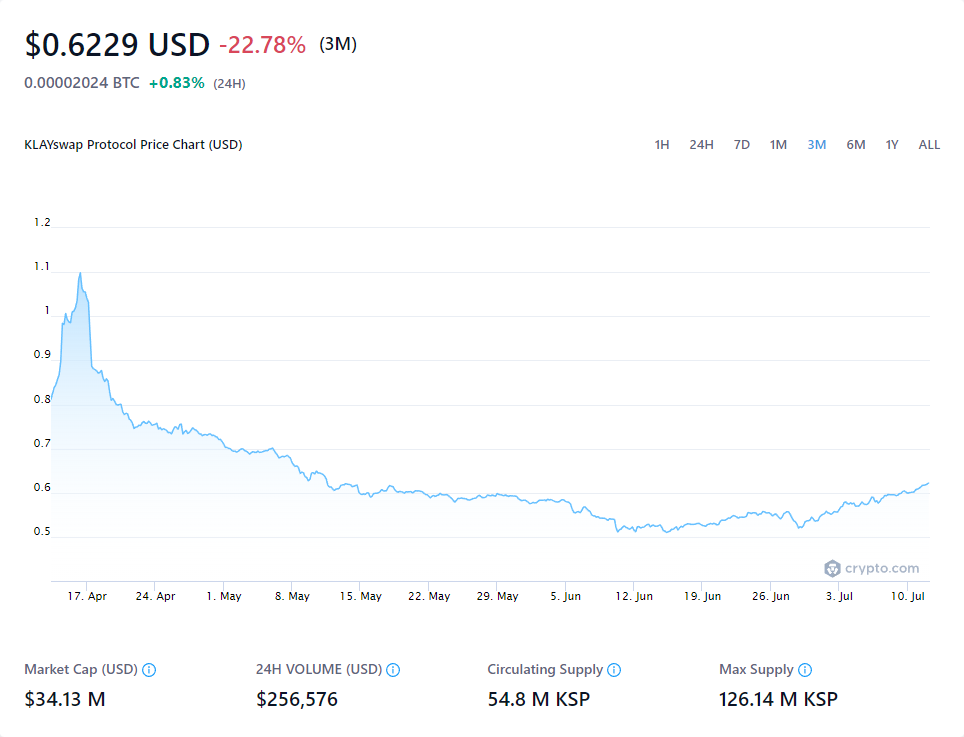 $0.6229 USD -22.78% (3M)
0.00002024 BTC +0.83% (24H)
KLAYswap Protocol Price Chart (USD) 1H 24H 7D 1M 3M 6M 1Y ALL
1.2
1.1
1
0.9
0.8
0.7
0.6
0.5
crypto.com
17. Apr 24. Apr 1. May 8. May 15. May 22. May 29. May 5. Jun 12. Jun 19. Jun 26. Jun 3. Jul 10. Jul
Market Cap (USD) 24H VOLUME (USD) Circulating Supply Max Supply
$34.13 M $256,576 54.8 M KSP 126.14 M KSP